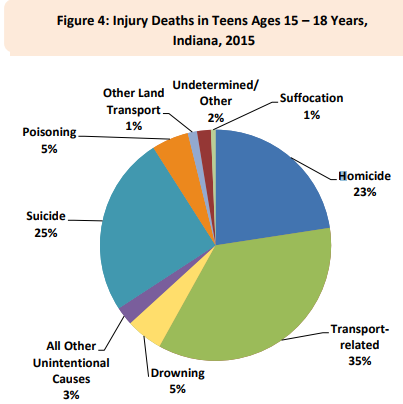 Figure 4: Injury Deaths in Teens Ages 15 – 18 Years,
Indiana, 2015
Undetermined/
Other
2%
Other Land
Transport
1%
Suffocation
1%
Poisoning
5%
Homicide
23%
Suicide
25%
Transport-
related
35%
All Other
Unintentional
Causes
3%
Drowning
5%